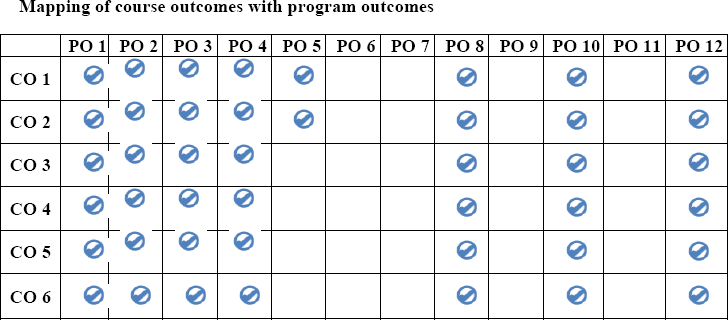 Mapping of course outcomes with program outcomes
PO 1 PO 2 PO 3 PO 4 PO 5 PO 6 PO 7 PO 8 PO 9 PO 10 PO 11 PO 12
CO 1
CO 2
CO 3
CO 4
CO 5
CO 6